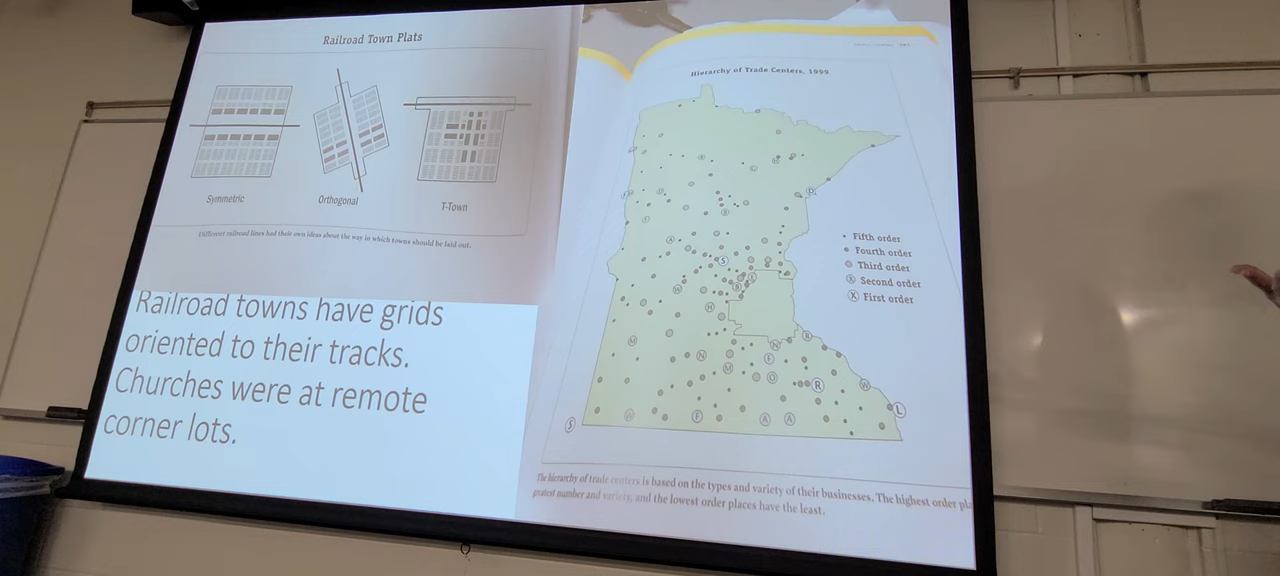 Railroad Town Plats
Symmetric
Orthogonal
T-Town
Different railroad lines had their own ideas about the way in which towns should be laid out.
Railroad towns have grids
oriented to their tracks.
Churches were at remote
corner lots.
Hierarchy of Trade Centers, 1999
Fifth order
Fourth order
Third order
Ⓧ Second order
Ⓧ First order
D
S
H
M
N
R
F
M
O
R
W
L
S
W
F
A
A
The hierarchy of trade centers is based on the types and variety of their businesses. The highest order pla
greatest number and variety, and the lowest order places have the least.